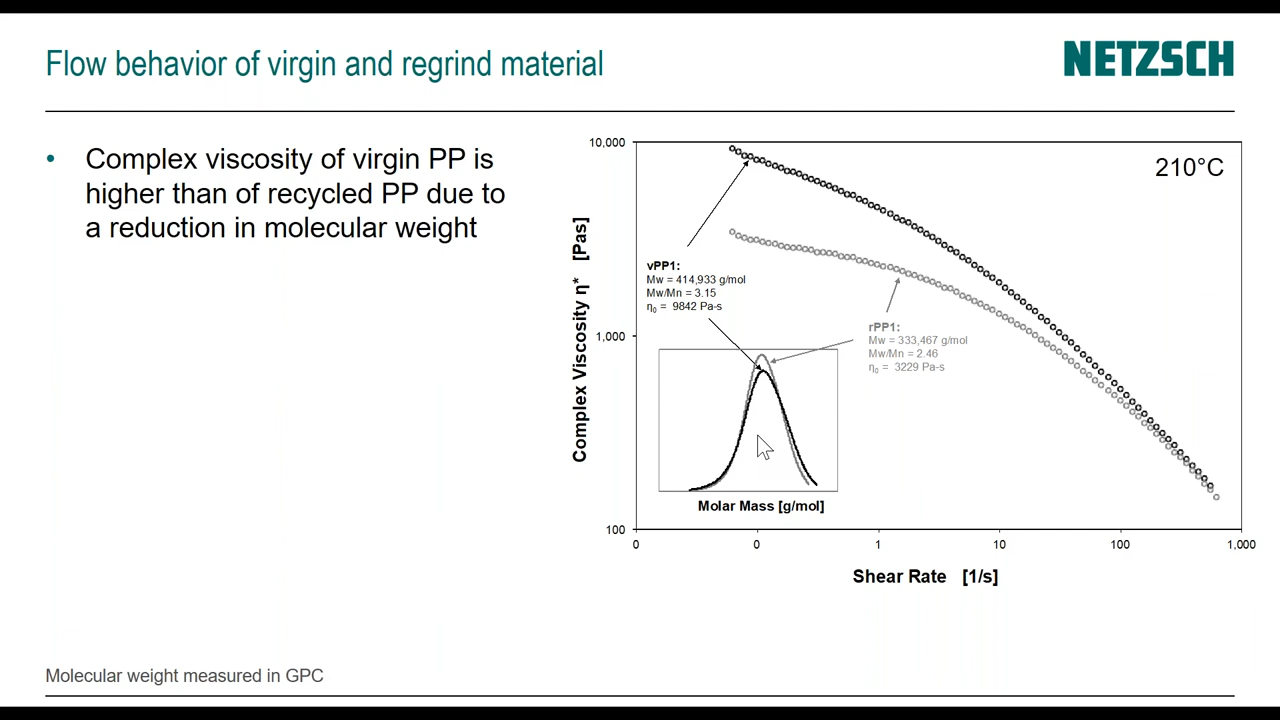 Flow behavior of virgin and regrind material
NETZSCH
• Complex viscosity of virgin PP is
higher than of recycled PP due to
a reduction in molecular weight
210°C
10,000
1,000
100
Complex Viscosity η* [Pas]
vPP1:
Mw = 414,933 g/mol
Mw/Mn = 3.15
η₀ = 9842 Pa-s
rPP1:
Mw = 333,467 g/mol
Mw/Mn = 2.46
η₀ = 3229 Pa-s
Molar Mass [g/mol]
0 0 1 10 100 1,000
Shear Rate [1/s]
Molecular weight measured in GPC